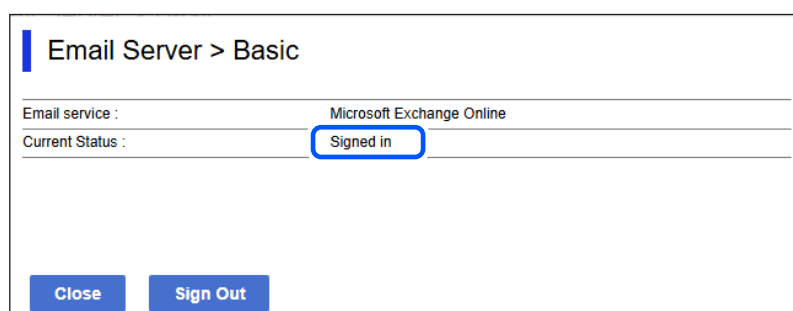 Email Server > Basic
Email service : Microsoft Exchange Online
Current Status : Signed in
Close Sign Out